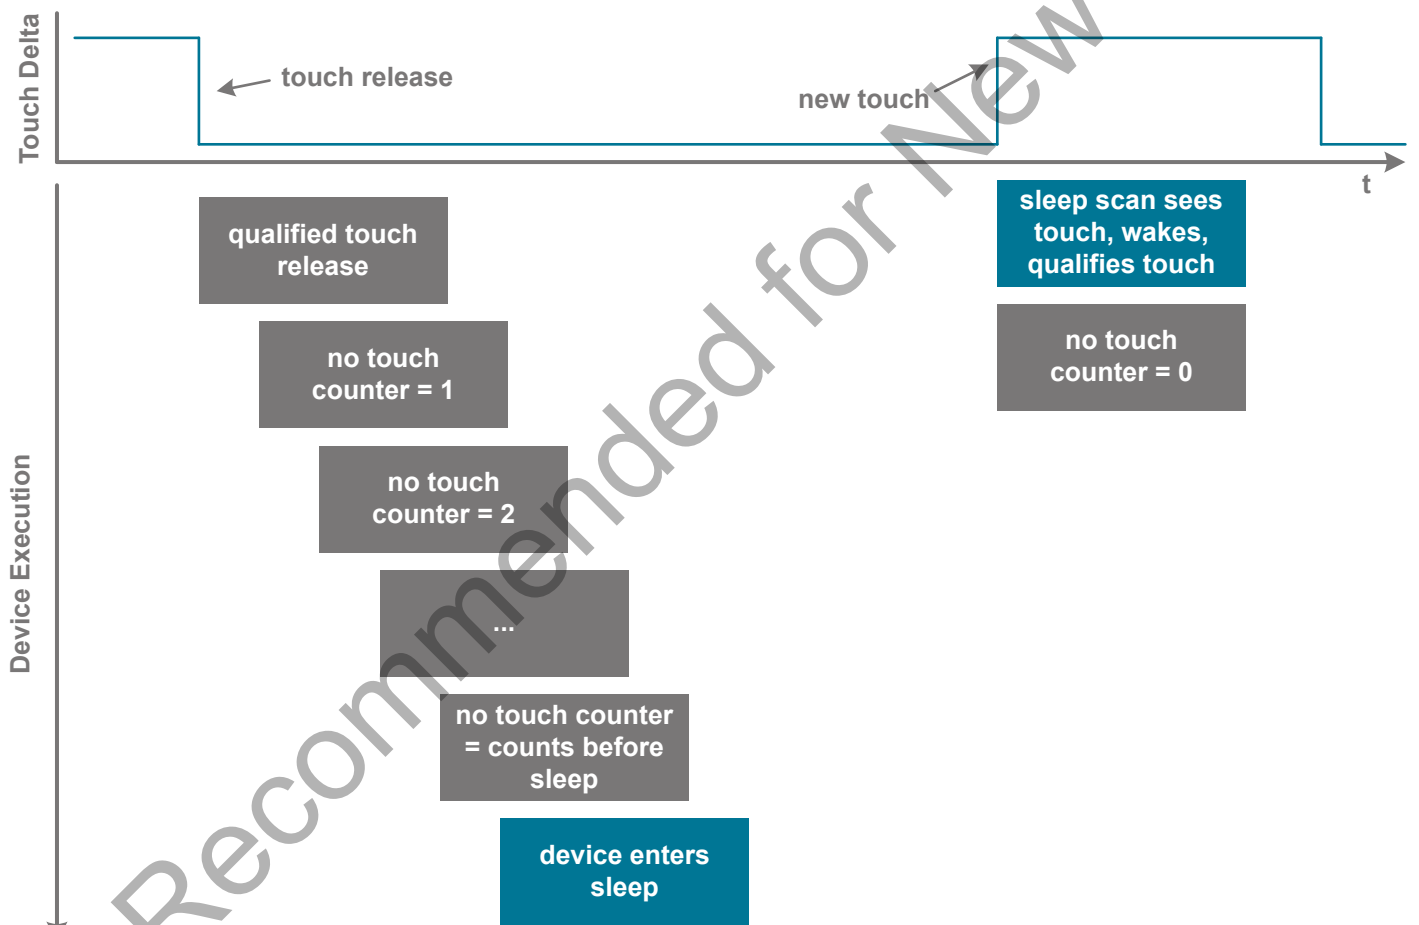 Touch Delta
touch release
new touch
t
Device Execution
qualified touch
release
no touch
counter = 1
no touch
counter = 2
...
no touch counter
= counts before
sleep
device enters
sleep
sleep scan sees
touch, wakes,
qualifies touch
no touch
counter = 0
Recommended for New